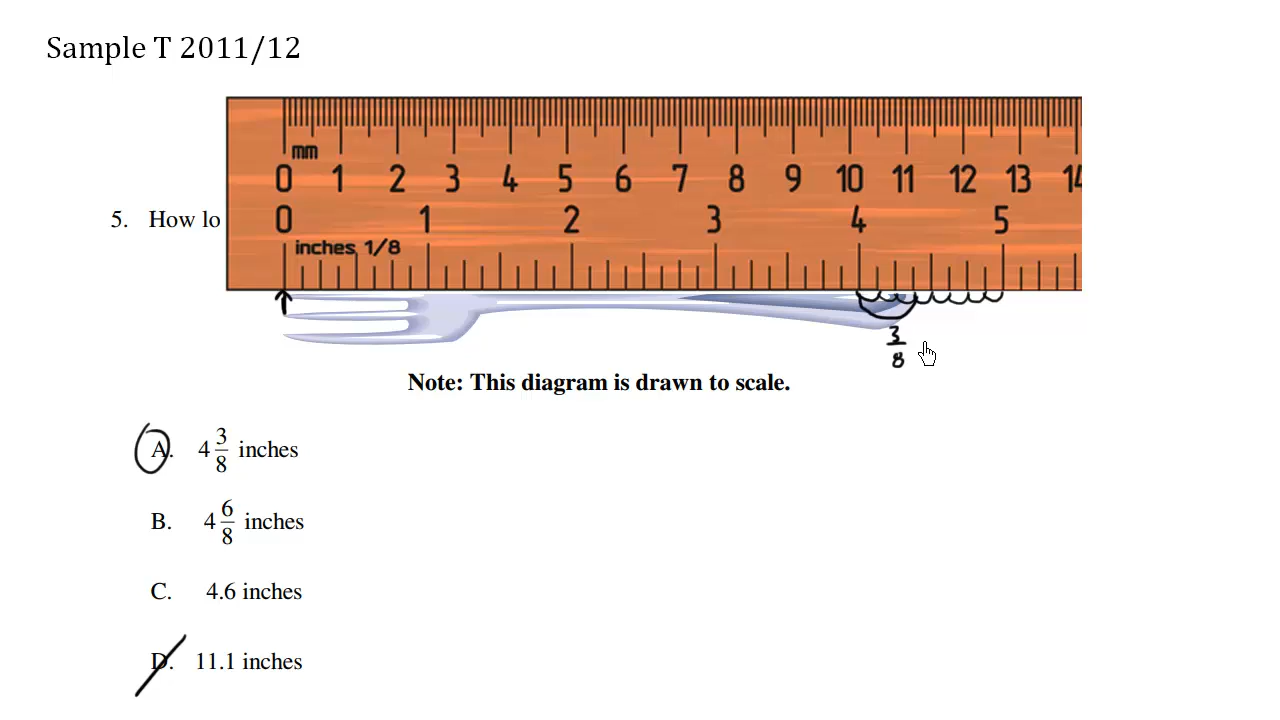 Sample T 2011/12
mm
0 1 2 3 4 5 6 7 8 9 10 11 12 13 14
5. How lo
0 1 2 3 4 5
inches 1/8
3/8
Note: This diagram is drawn to scale.
A. 4 3/8 inches
B. 4 6/8 inches
C. 4.6 inches
D. 11.1 inches